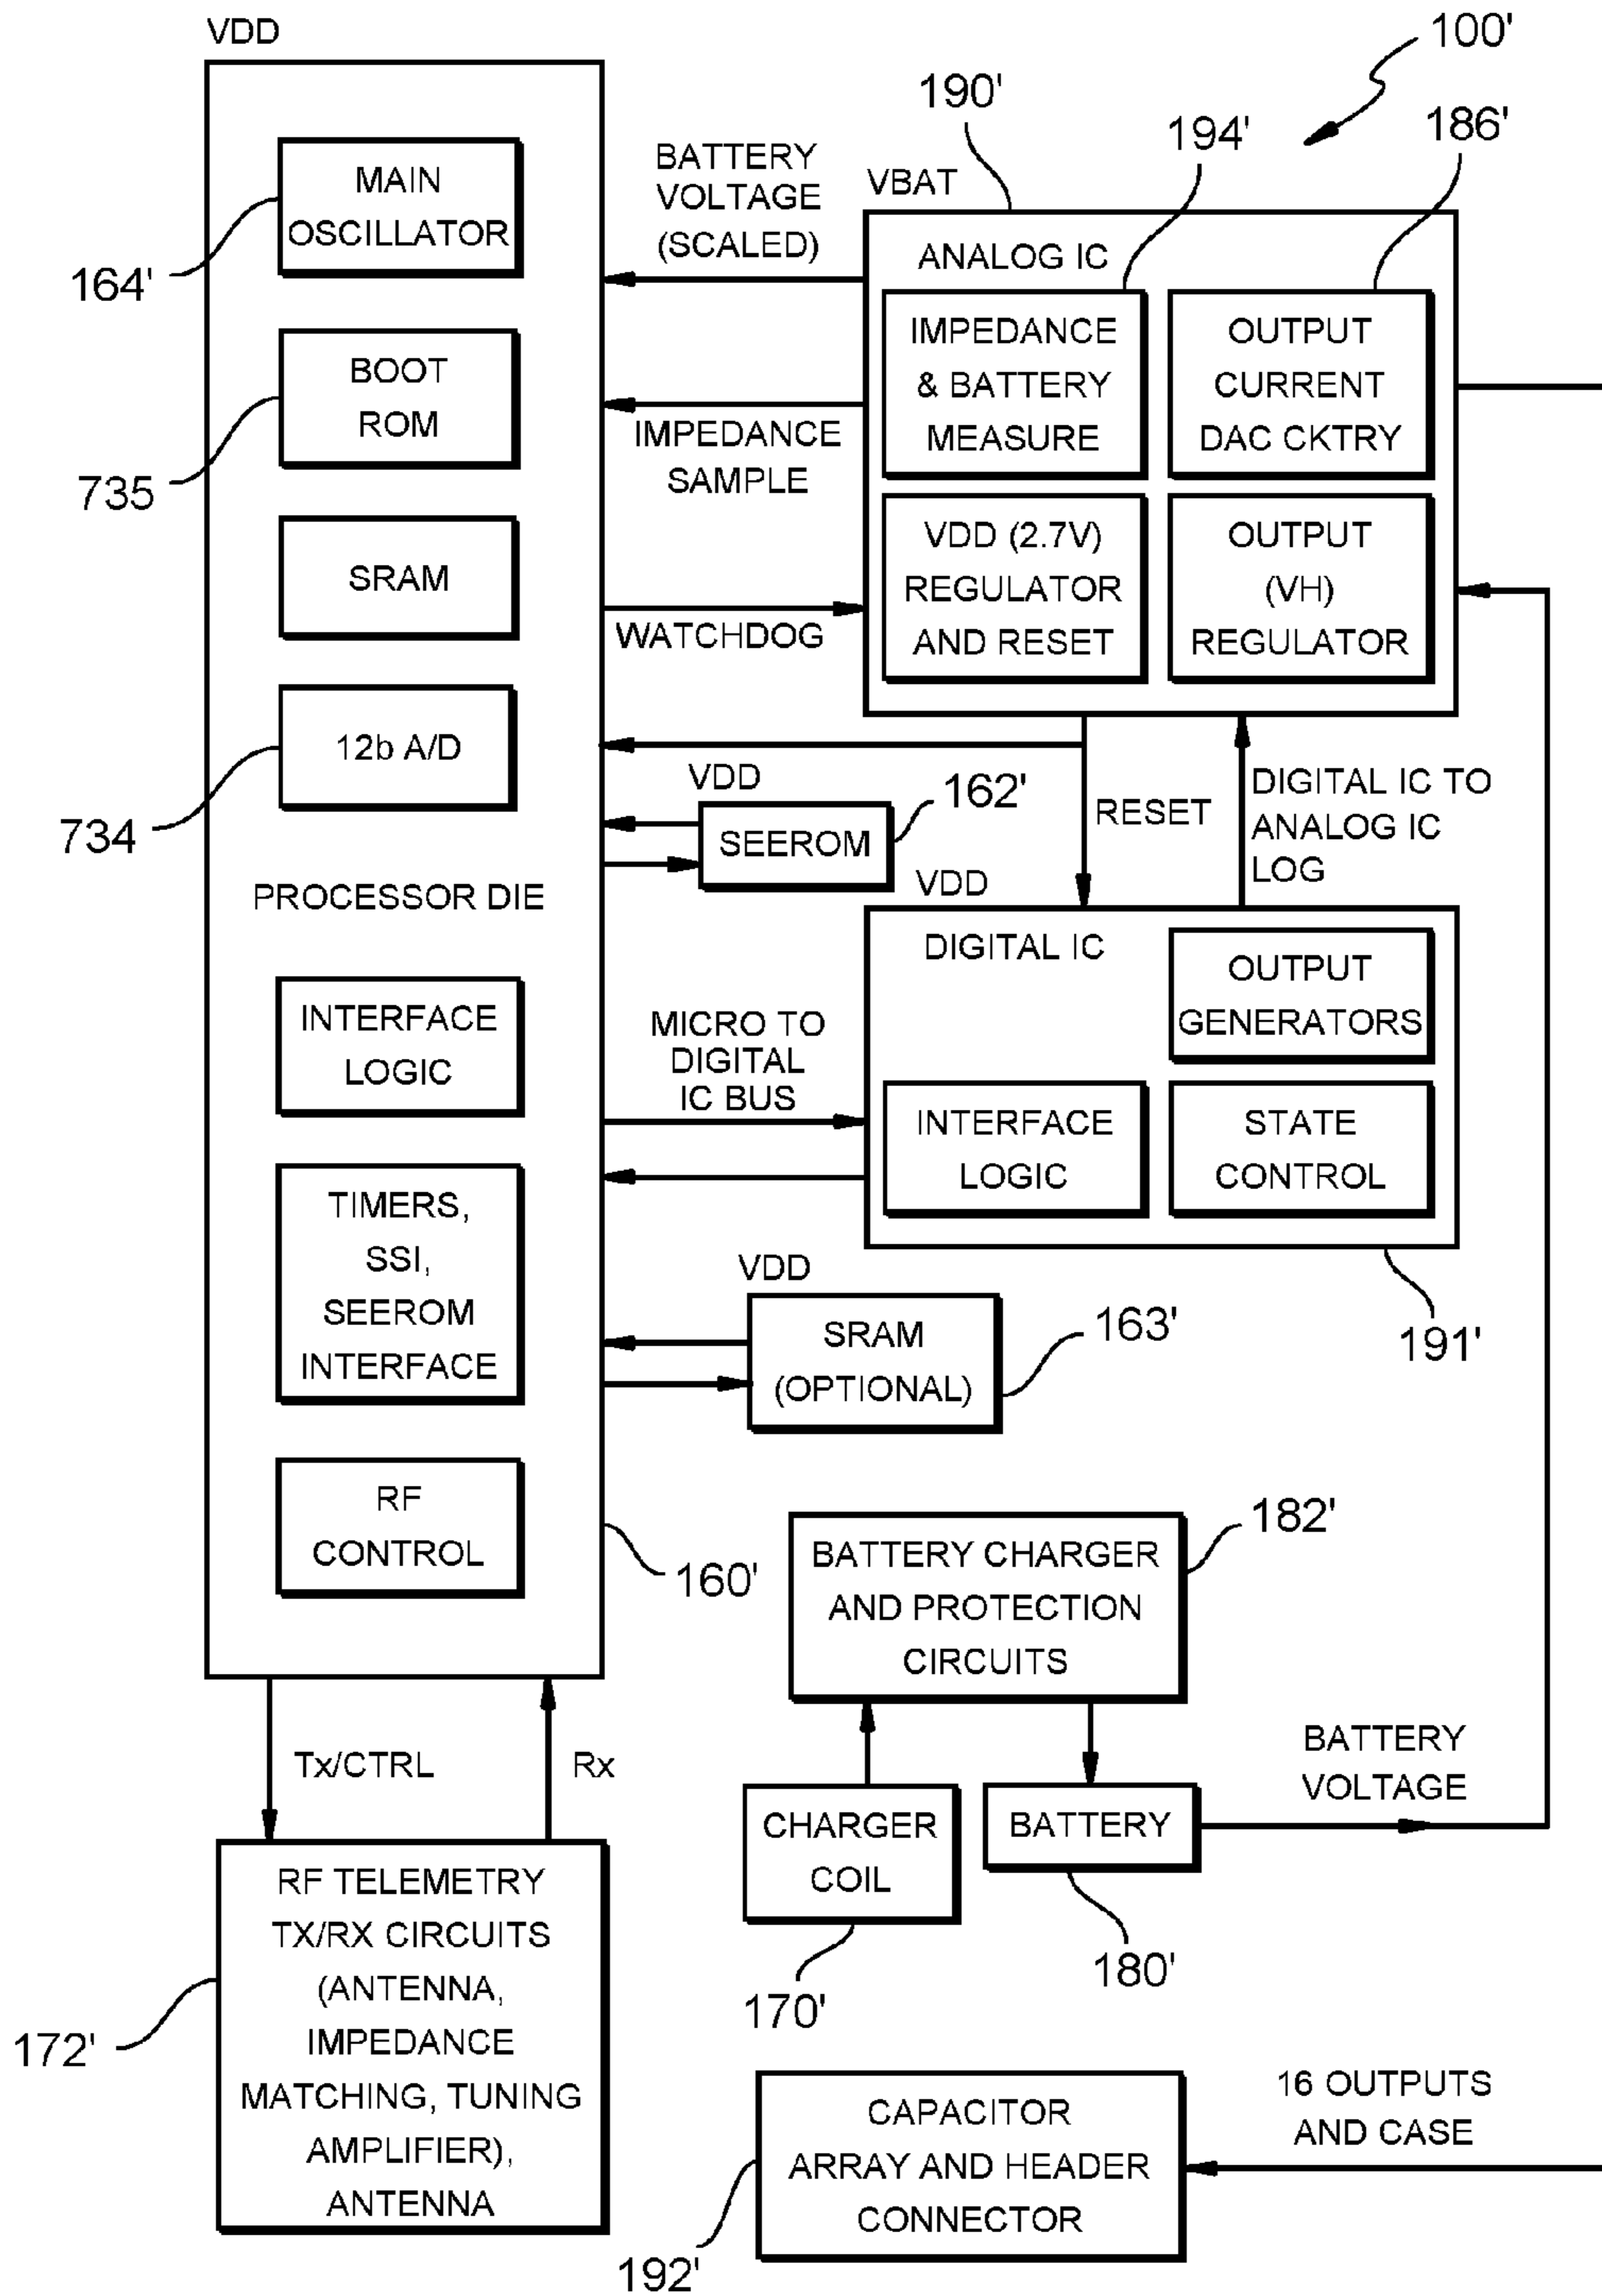 VDD
100'
190'
194'
186'
BATTERY
VOLTAGE
(SCALED)
VBAT
MAIN
OSCILLATOR
164'
ANALOG IC
IMPEDANCE
& BATTERY
MEASURE
OUTPUT
CURRENT
DAC CKTRY
BOOT
ROM
735
IMPEDANCE
SAMPLE
SRAM
VDD (2.7V)
REGULATOR
AND RESET
OUTPUT
(VH)
REGULATOR
WATCHDOG
12b A/D
734
VDD
SEEROM
162'
RESET
DIGITAL IC TO
ANALOG IC
LOG
PROCESSOR DIE
VDD
DIGITAL IC
OUTPUT
GENERATORS
INTERFACE
LOGIC
MICRO TO
DIGITAL
IC BUS
INTERFACE
LOGIC
STATE
CONTROL
191'
TIMERS,
SSI,
SEEROM
INTERFACE
VDD
SRAM
(OPTIONAL)
163'
RF
CONTROL
160'
BATTERY CHARGER
AND PROTECTION
CIRCUITS
182'
Tx/CTRL
Rx
CHARGER
COIL
170'
BATTERY
180'
BATTERY
VOLTAGE
RF TELEMETRY
TX/RX CIRCUITS
(ANTENNA,
IMPEDANCE
MATCHING, TUNING
AMPLIFIER),
ANTENNA
172'
CAPACITOR
ARRAY AND HEADER
CONNECTOR
192'
16 OUTPUTS
AND CASE